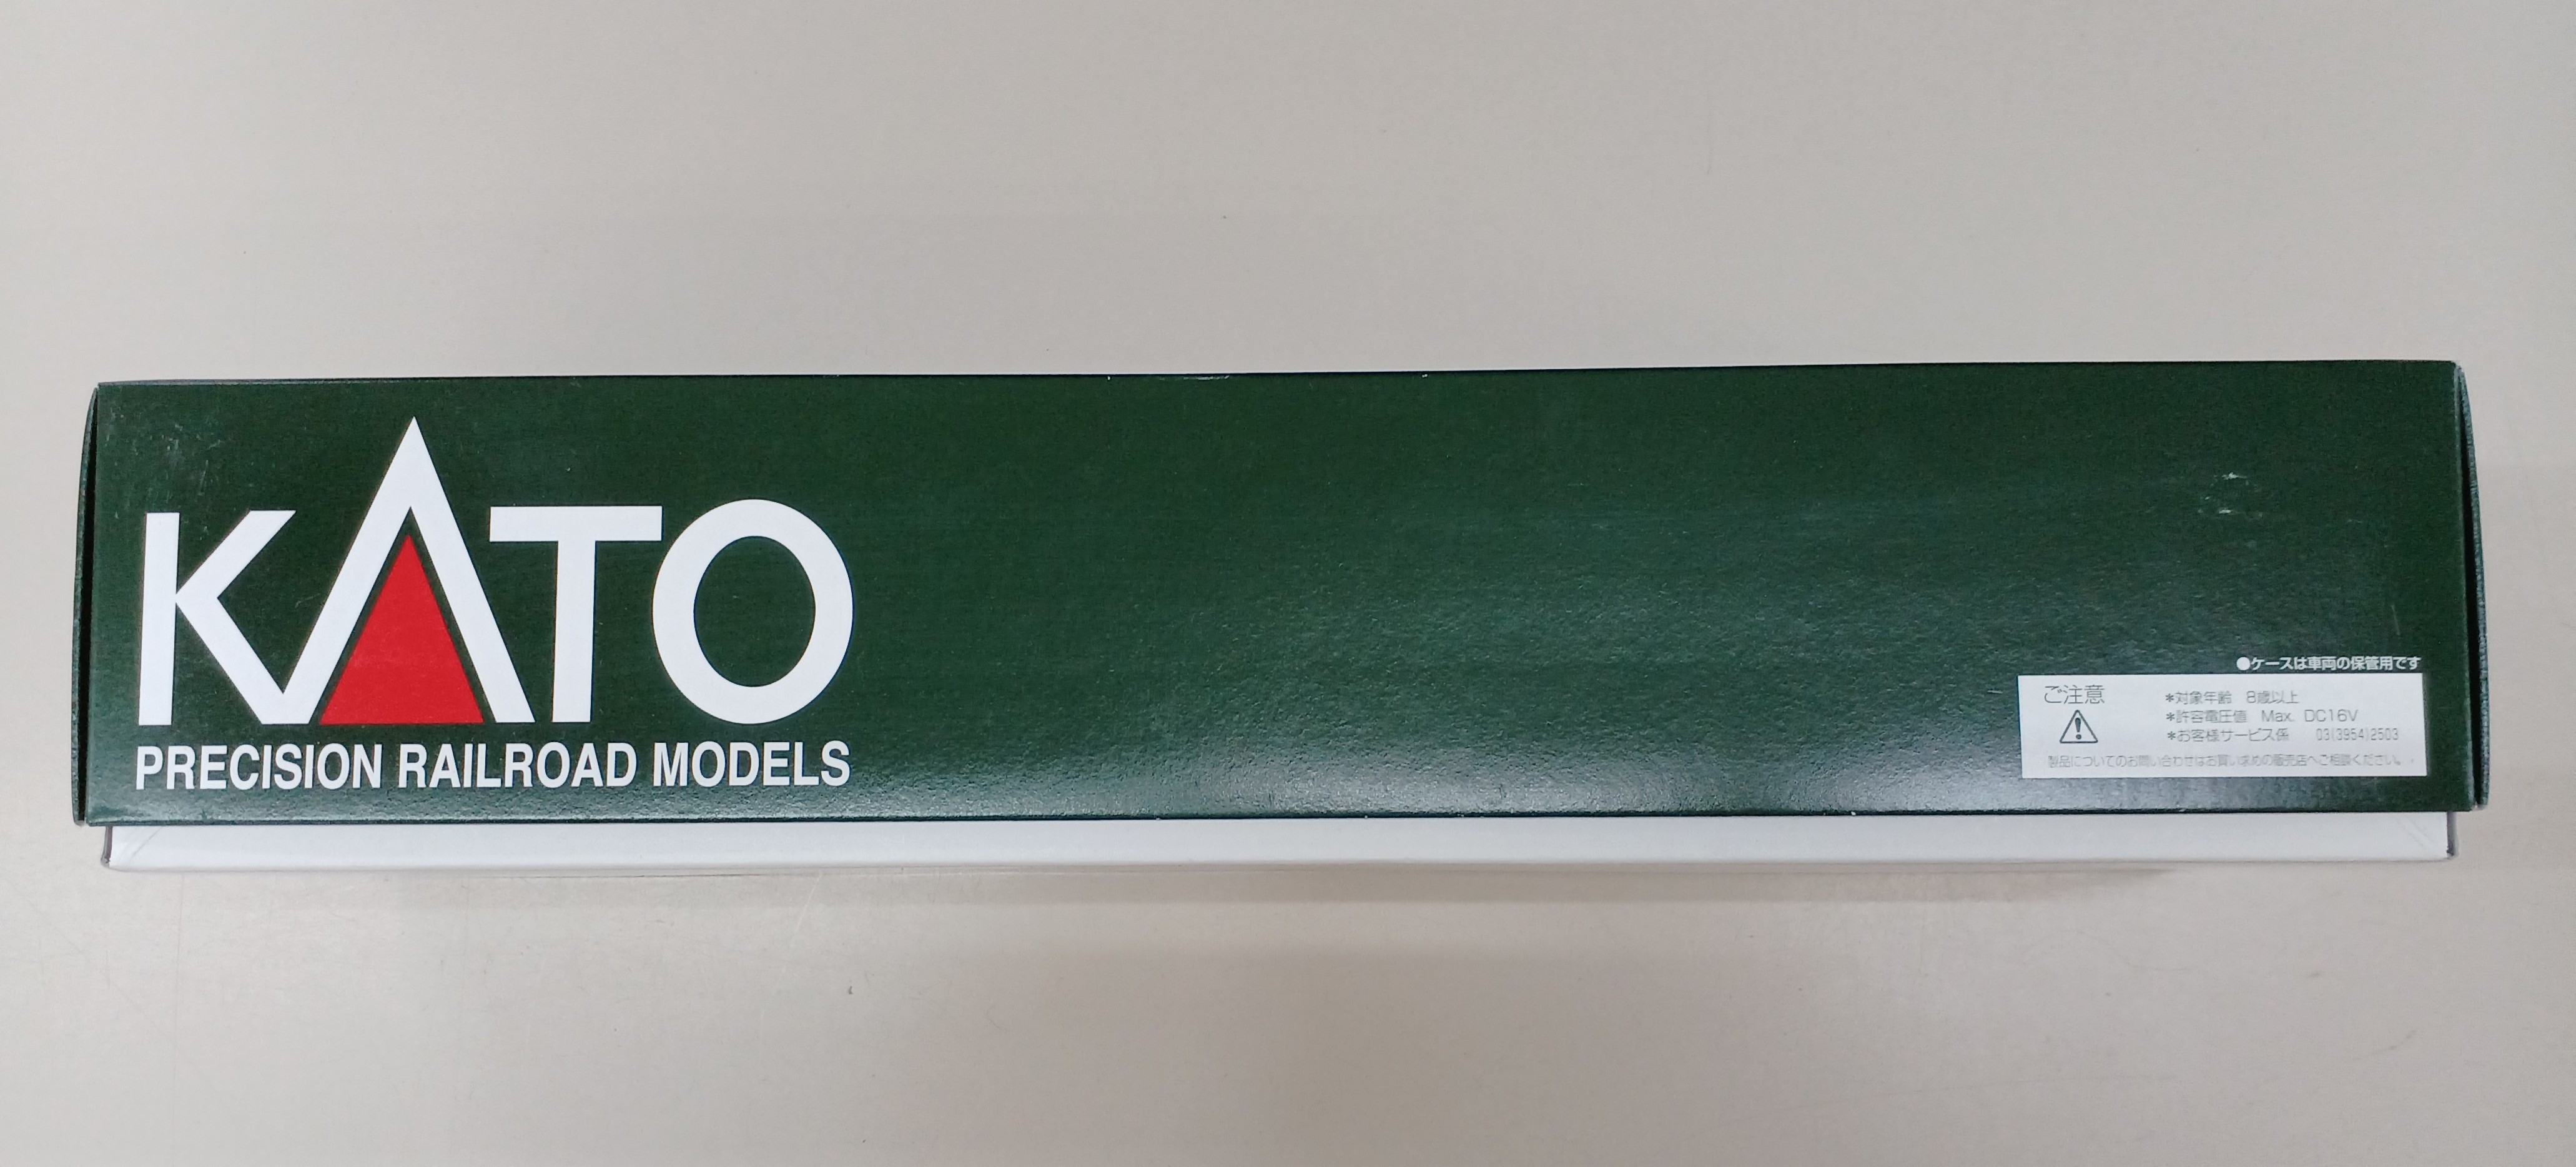 KATO
PRECISION RAILROAD MODELS
●ケースは車両の保管用です
ご注意
*対象年齢 8歳以上
*許容電圧値 Max. DC16V
*お客様サービス係 03(3954)2503
製品についてのお問い合わせはお買い求めの販売店へご相談ください。